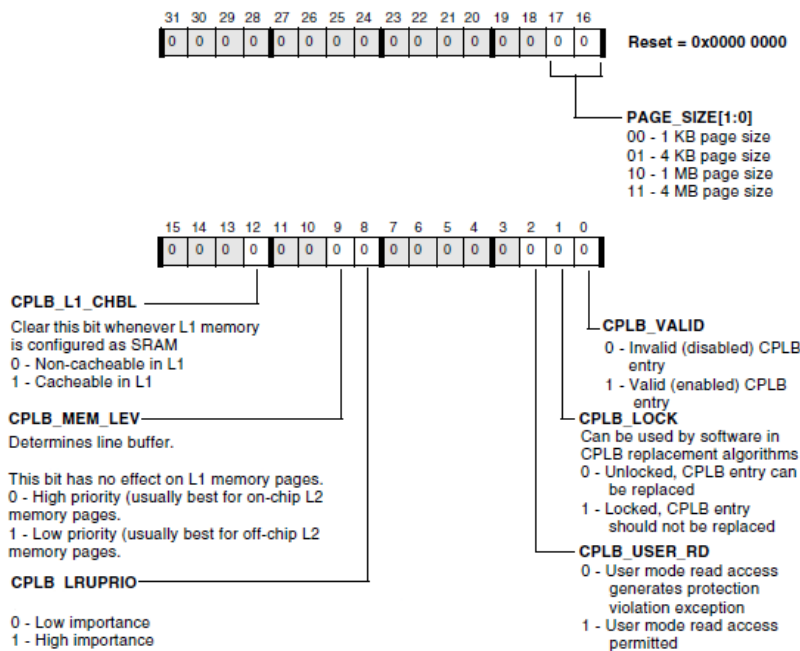 31 30 29 28 27 26 25 24 23 22 21 20 19 18 17 16
0 0 0 0 0 0 0 0 0 0 0 0 0 0 0 0 Reset = 0x0000 0000
PAGE_SIZE[1:0]
00 - 1 KB page size
01 - 4 KB page size
10 - 1 MB page size
11 - 4 MB page size
15 14 13 12 11 10 9 8 7 6 5 4 3 2 1 0
0 0 0 0 0 0 0 0 0 0 0 0 0 0 0 0
CPLB_L1_CHBL
Clear this bit whenever L1 memory
is configured as SRAM
0 - Non-cacheable in L1
1 - Cacheable in L1
CPLB_MEM_LEV
Determines line buffer.
This bit has no effect on L1 memory pages.
0 - High priority (usually best for on-chip L2
memory pages.
1 - Low priority (usually best for off-chip L2
memory pages.
CPLB LRUPRIO
0 - Low importance
1 - High importance
CPLB_VALID
0 - Invalid (disabled) CPLB
entry
1 - Valid (enabled) CPLB
entry
CPLB_LOCK
Can be used by software in
CPLB replacement algorithms
0 - Unlocked, CPLB entry can
be replaced
1 - Locked, CPLB entry
should not be replaced
CPLB_USER_RD
0 - User mode read access
generates protection
violation exception
1 - User mode read access
permitted